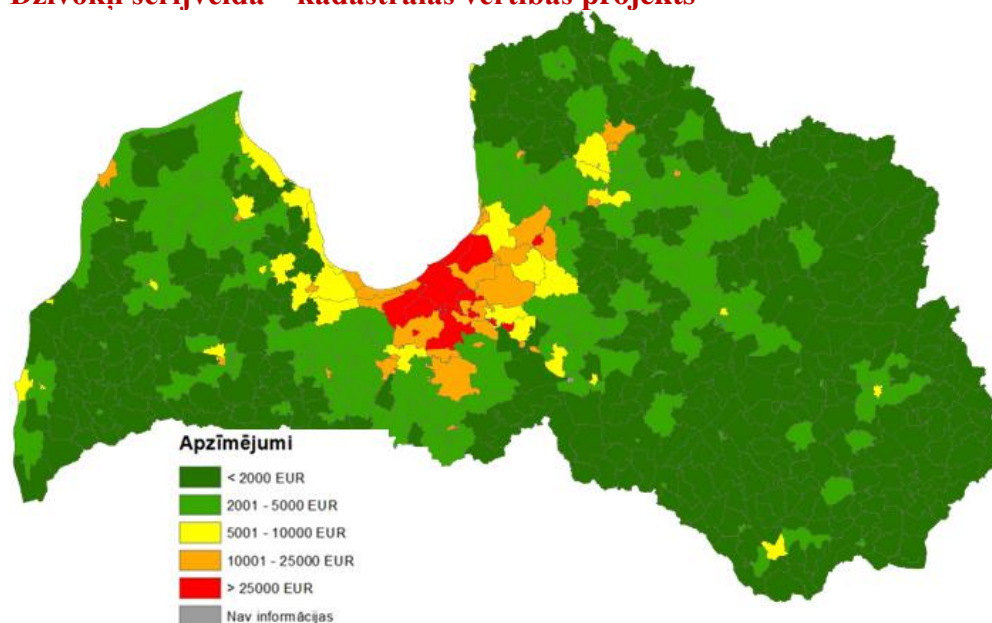 Dzīvokļi sērijveida – kadastrālās vērtības projekts
Apzīmējumi
< 2000 EUR
2001 - 5000 EUR
5001 - 10000 EUR
10001 - 25000 EUR
> 25000 EUR
Nav informācijas